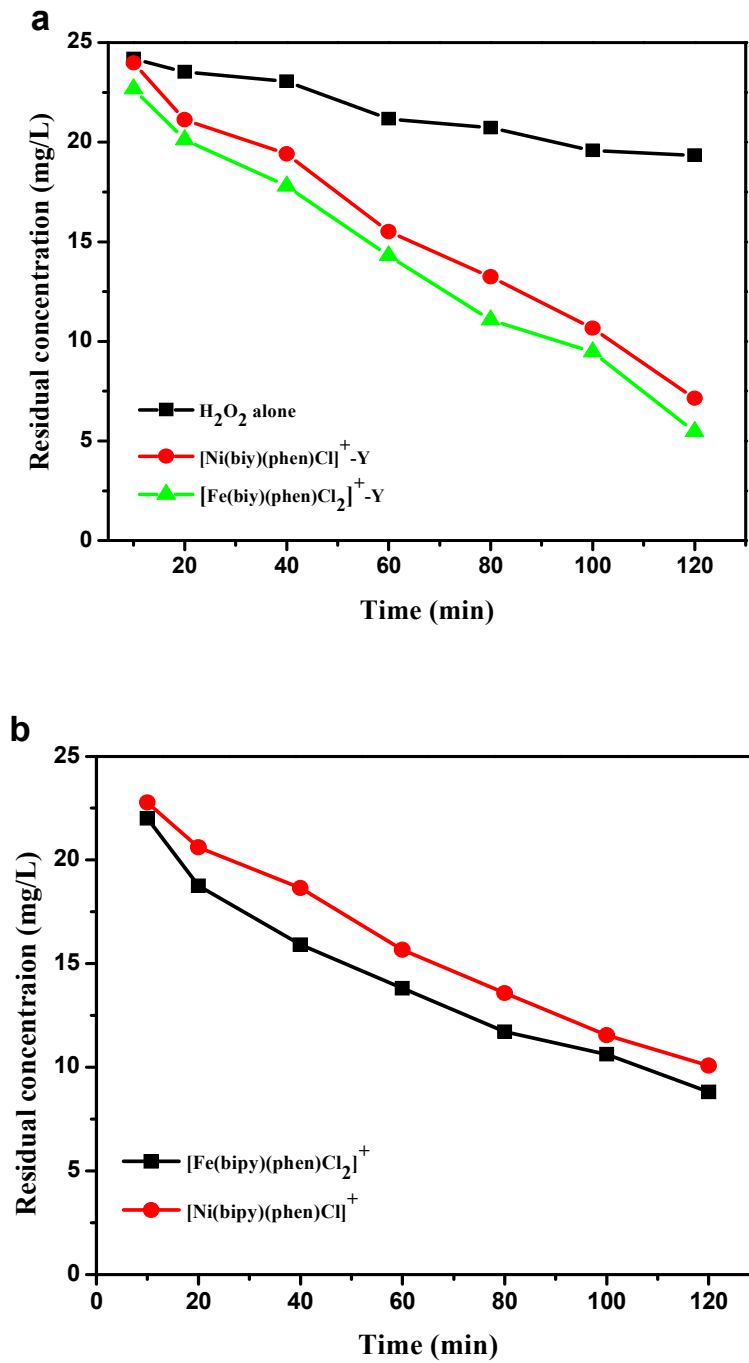 a
25
20
15
10
5
0
Residual concentration (mg/L)
H₂O₂ alone
[Ni(biy)(phen)Cl]⁺-Y
[Fe(biy)(phen)Cl₂]⁺-Y
20 40 60 80 100 120
Time (min)
b
25
20
15
10
5
0
Residual concentraion (mg/L)
[Fe(bipy)(phen)Cl₂]⁺
[Ni(bipy)(phen)Cl]⁺
0 20 40 60 80 100 120
Time (min)